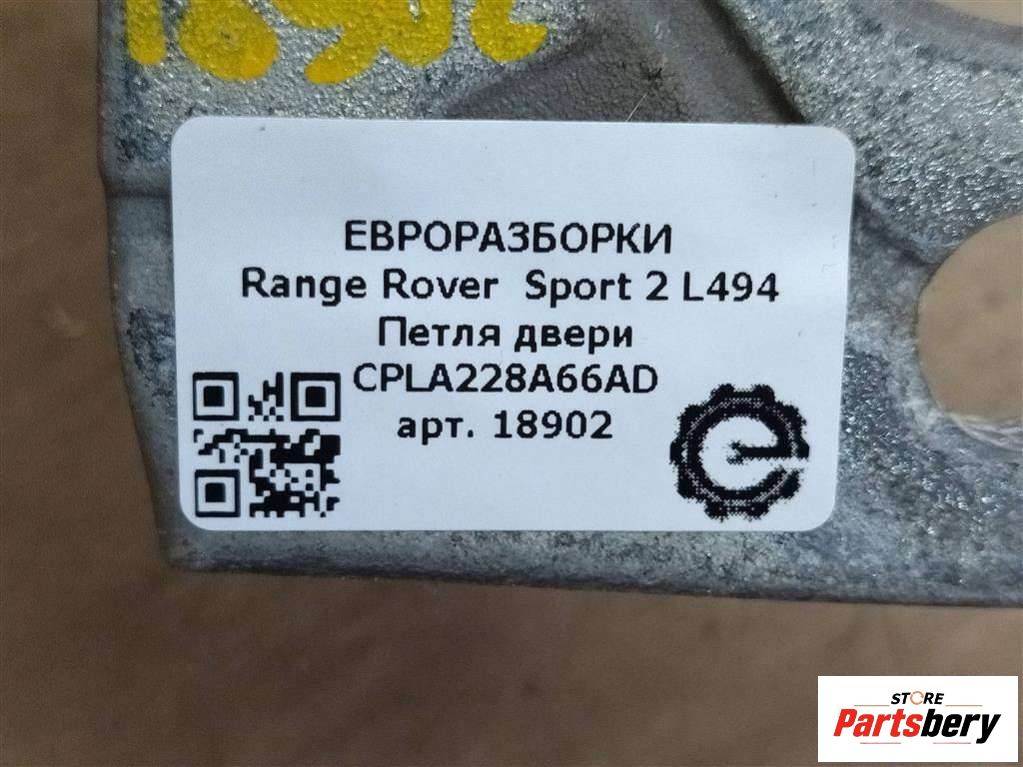 ЕВРОРАЗБОРКИ
Range Rover Sport 2 L494
Петля двери
CPLA228A66AD
арт. 18902
STORE
Partsbery